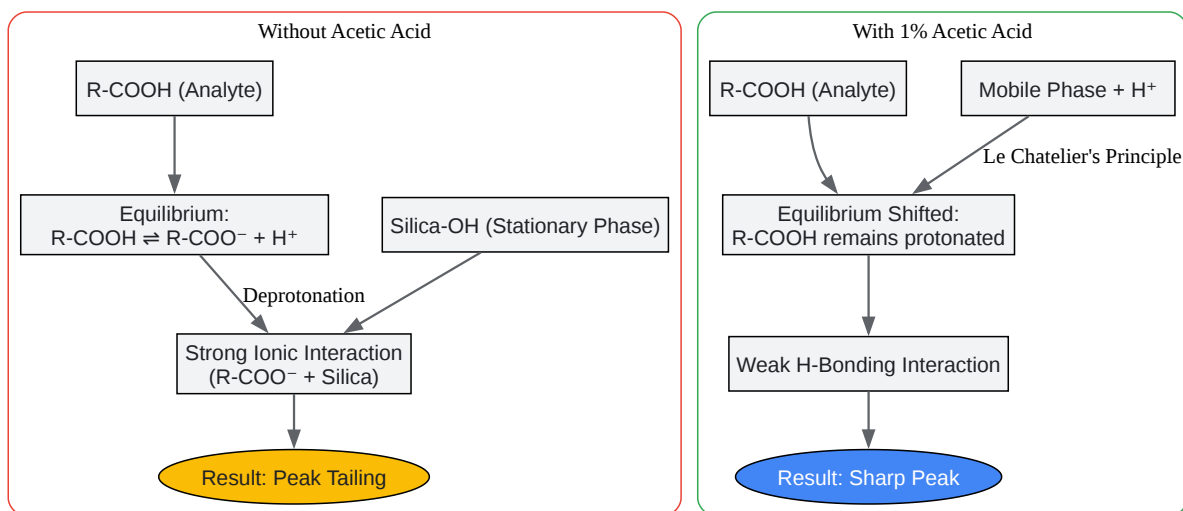 Without Acetic Acid
R-COOH (Analyte)
Equilibrium:
R-COOH ⇌ R-COO⁻ + H⁺
Silica-OH (Stationary Phase)
Deprotonation
Strong Ionic Interaction
(R-COO⁻ + Silica)
Result: Peak Tailing
With 1% Acetic Acid
R-COOH (Analyte)
Mobile Phase + H⁺
Le Chatelier's Principle
Equilibrium Shifted:
R-COOH remains protonated
Weak H-Bonding Interaction
Result: Sharp Peak